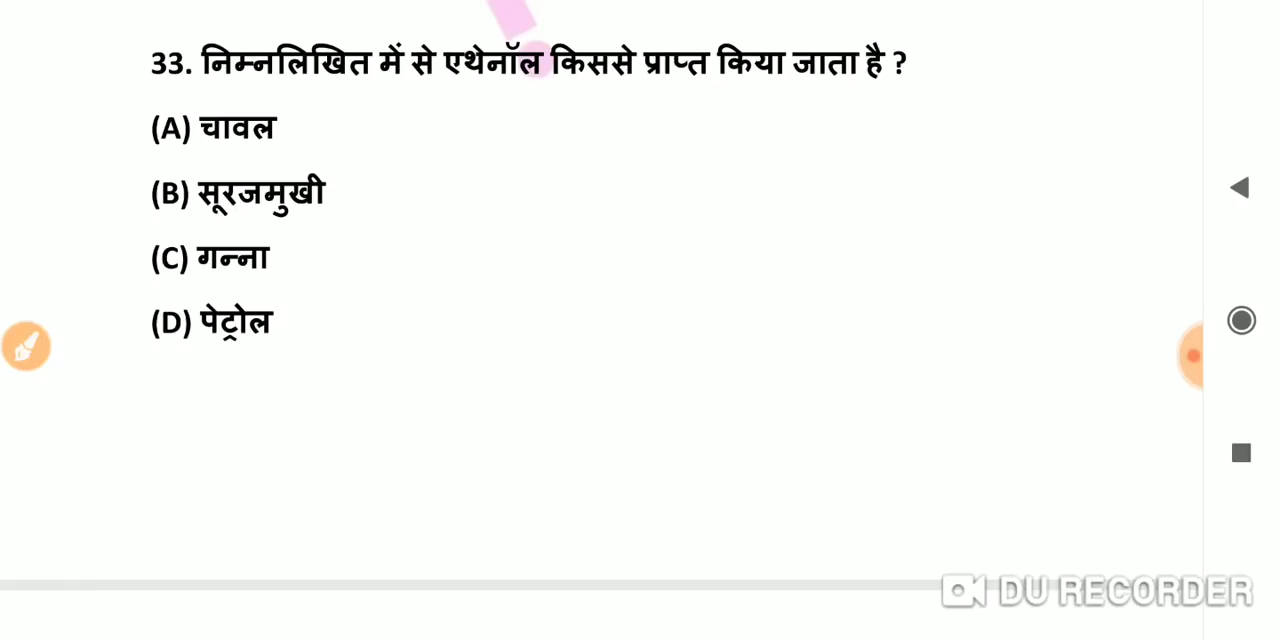 33. निम्नलिखित में से एथेनॉल किससे प्राप्त किया जाता है ?
(A) चावल
(B) सूरजमुखी
(C) गन्ना
(D) पेट्रोल
DU RECORDER